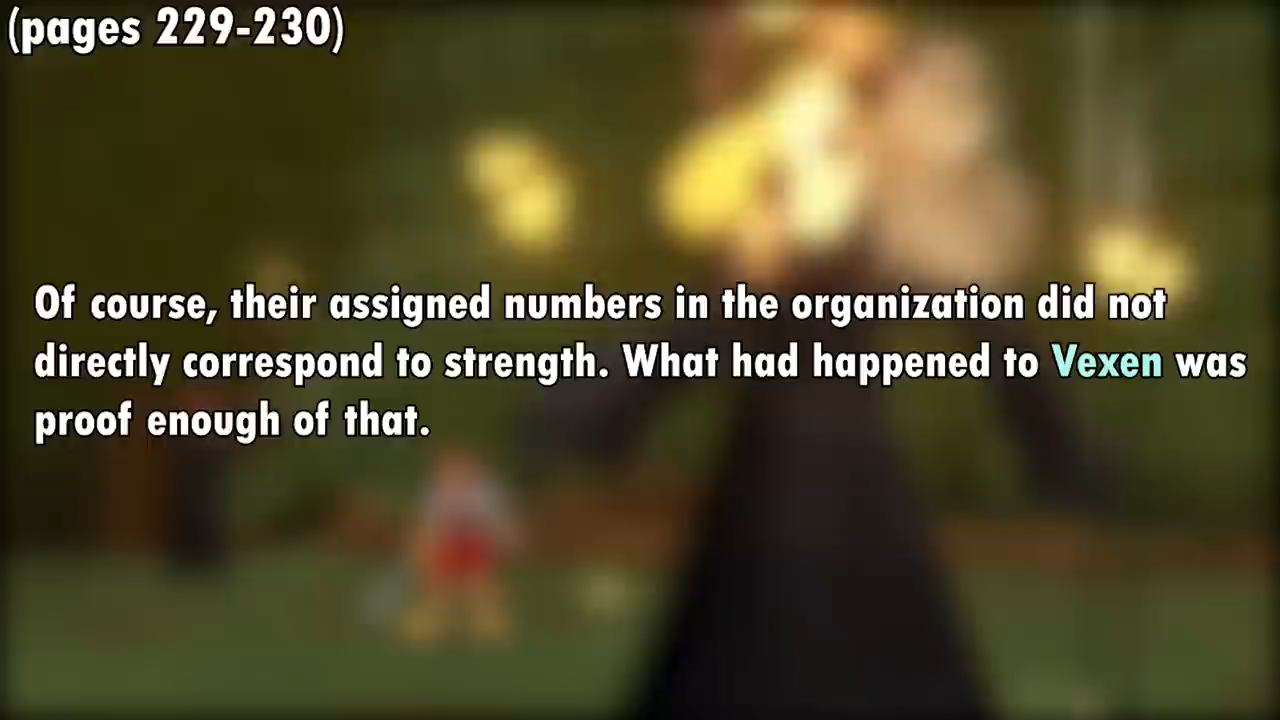 (pages 229-230)
Of course, their assigned numbers in the organization did not
directly correspond to strength. What had happened to Vexen was
proof enough of that.